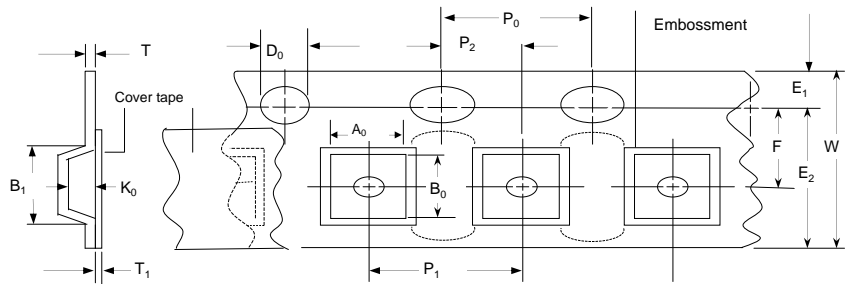 P0
Embossment
T
D0
P2
E1
Cover tape
A0
F
W
B1
K0
B0
E2
T1
P1